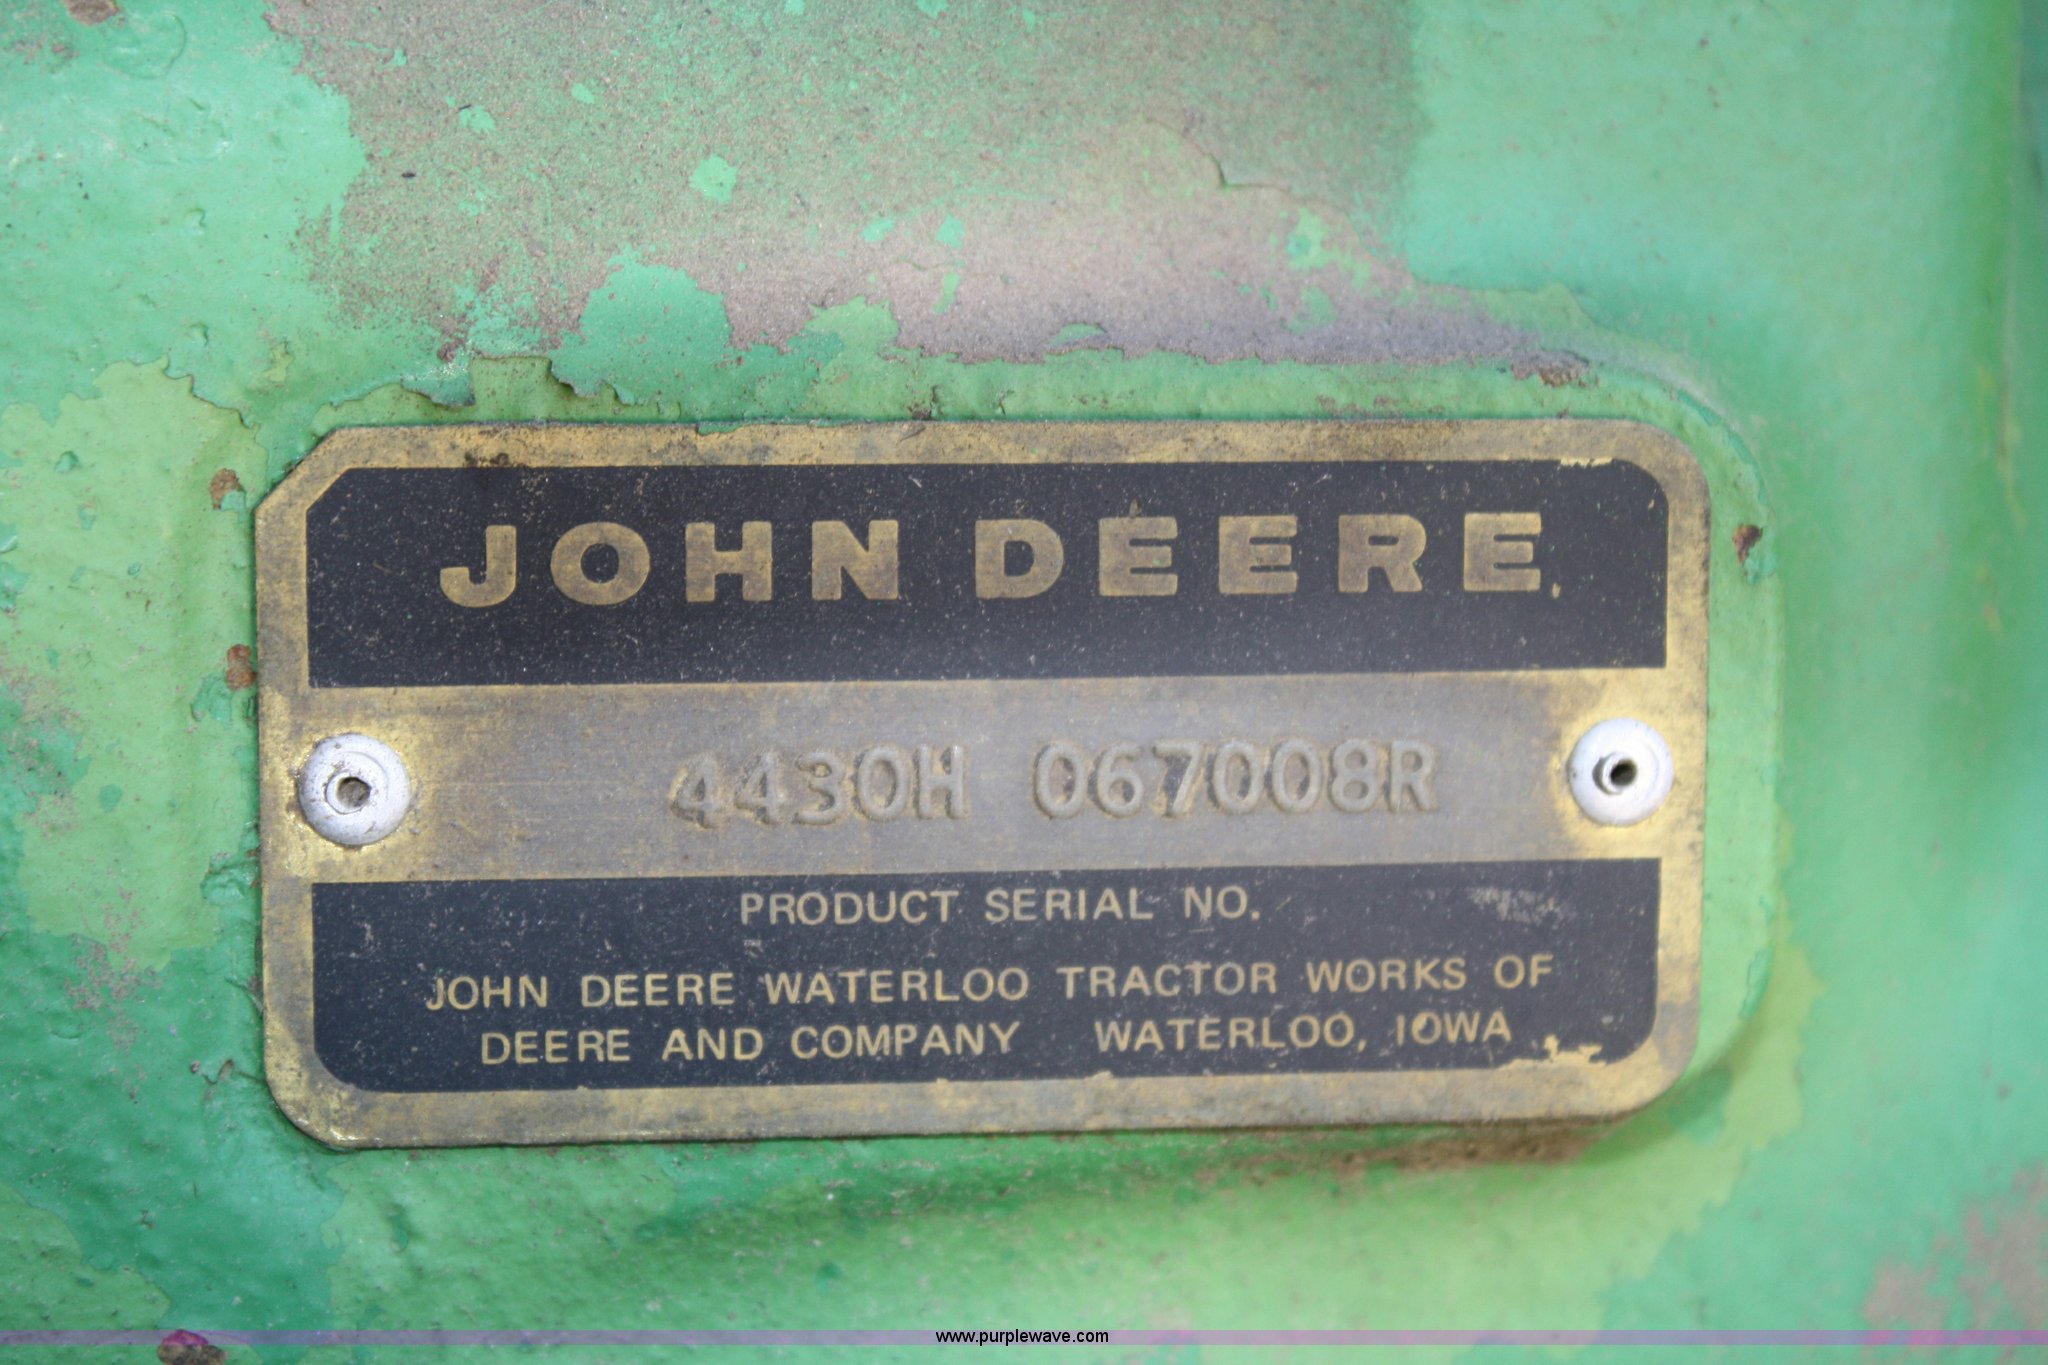 JOHN DEERE
4430H 067008R
PRODUCT SERIAL NO.
JOHN DEERE WATERLOO TRACTOR WORKS OF
DEERE AND COMPANY WATERLOO, IOWA
www.purplewave.com